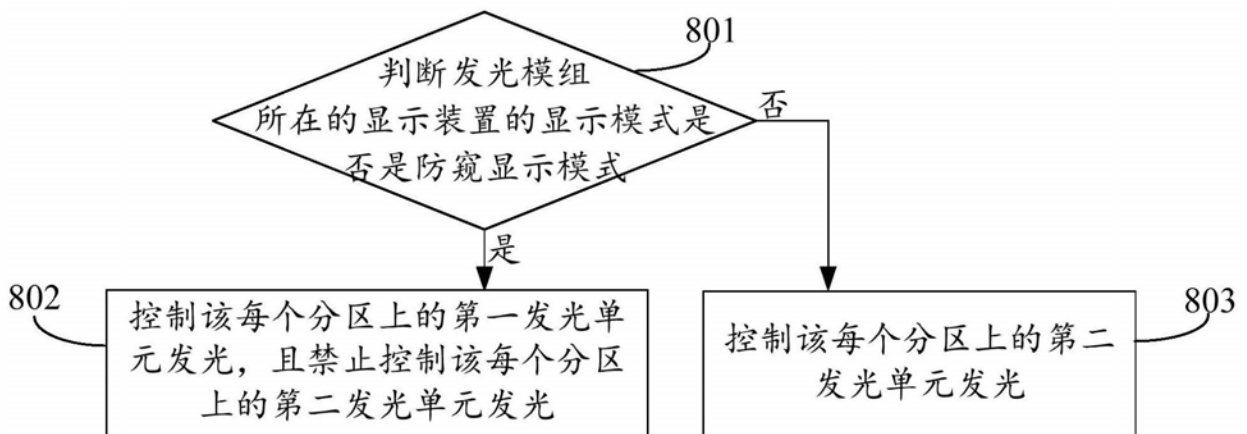 801
判断发光模组
所在的显示装置的显示模式是
否是防窥显示模式
否
是
802
控制该每个分区上的第一发光单
元发光，且禁止控制该每个分区
上的第二发光单元发光
803
控制该每个分区上的第二
发光单元发光